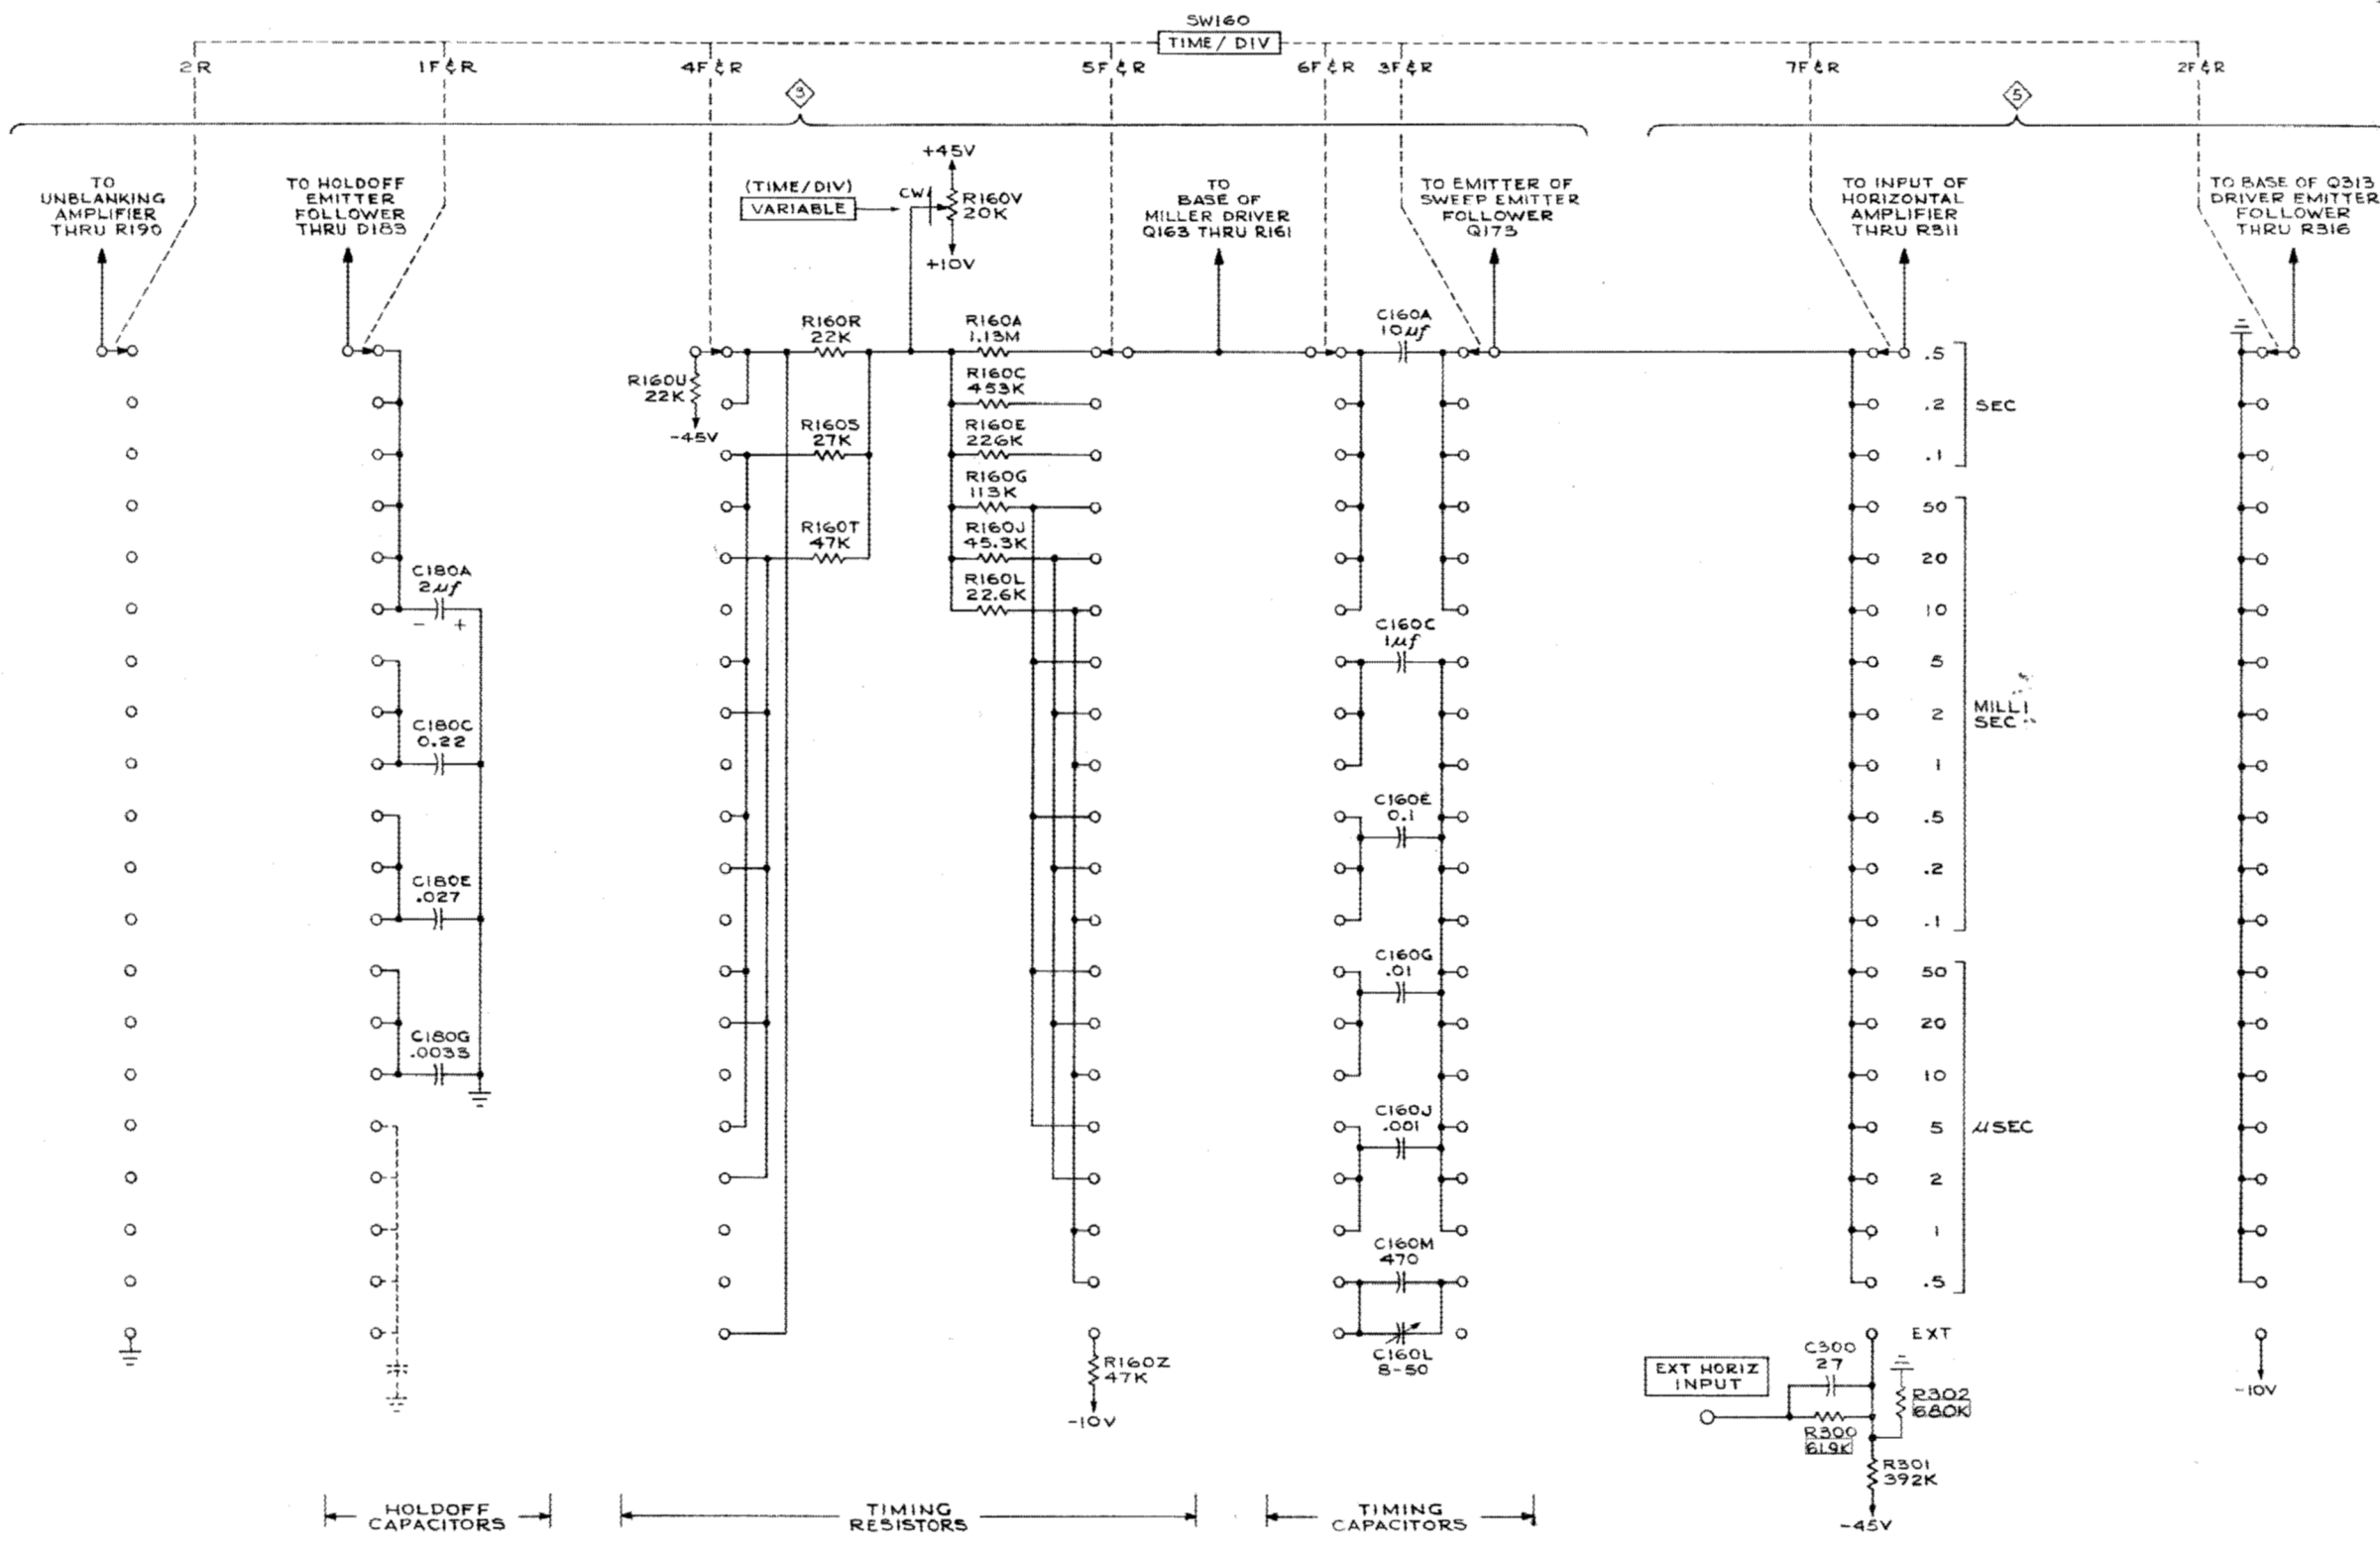 SW160
TIME / DIV
2R
1F & R
4F & R
5F & R
6F & R
3F & R
7F & R
2F & R
3
5
TO
UNBLANKING
AMPLIFIER
THRU R190
TO HOLDOFF
EMITTER
FOLLOWER
THRU D183
(TIME/DIV)
VARIABLE
+45V
CW
R160V
20K
+10V
TO
BASE OF
MILLER DRIVER
Q163 THRU R161
TO EMITTER OF
SWEEP EMITTER
FOLLOWER
Q173
TO INPUT OF
HORIZONTAL
AMPLIFIER
THRU R311
TO BASE OF Q313
DRIVER EMITTER
FOLLOWER
THRU R316
C180A
2µf
- +
C180C
0.22
C180E
.027
C180G
.0033
R160U
22K
-45V
R160R
22K
R160S
27K
R160T
47K
R160A
1.13M
R160C
453K
R160E
226K
R160G
113K
R160J
45.3K
R160L
22.6K
R160Z
47K
-10V
C160A
10µf
C160C
1µf
C160E
0.1
C160G
.01
C160J
.001
C160M
470
C160L
8-50
.5
.2
.1
SEC
50
20
10
5
2
1
.5
.2
.1
MILLI
SEC
50
20
10
5
2
1
.5
µSEC
EXT
EXT HORIZ
INPUT
C300
27
R300
619K
R302
680K
R301
392K
-45V
-10V
HOLDOFF
CAPACITORS
TIMING
RESISTORS
TIMING
CAPACITORS